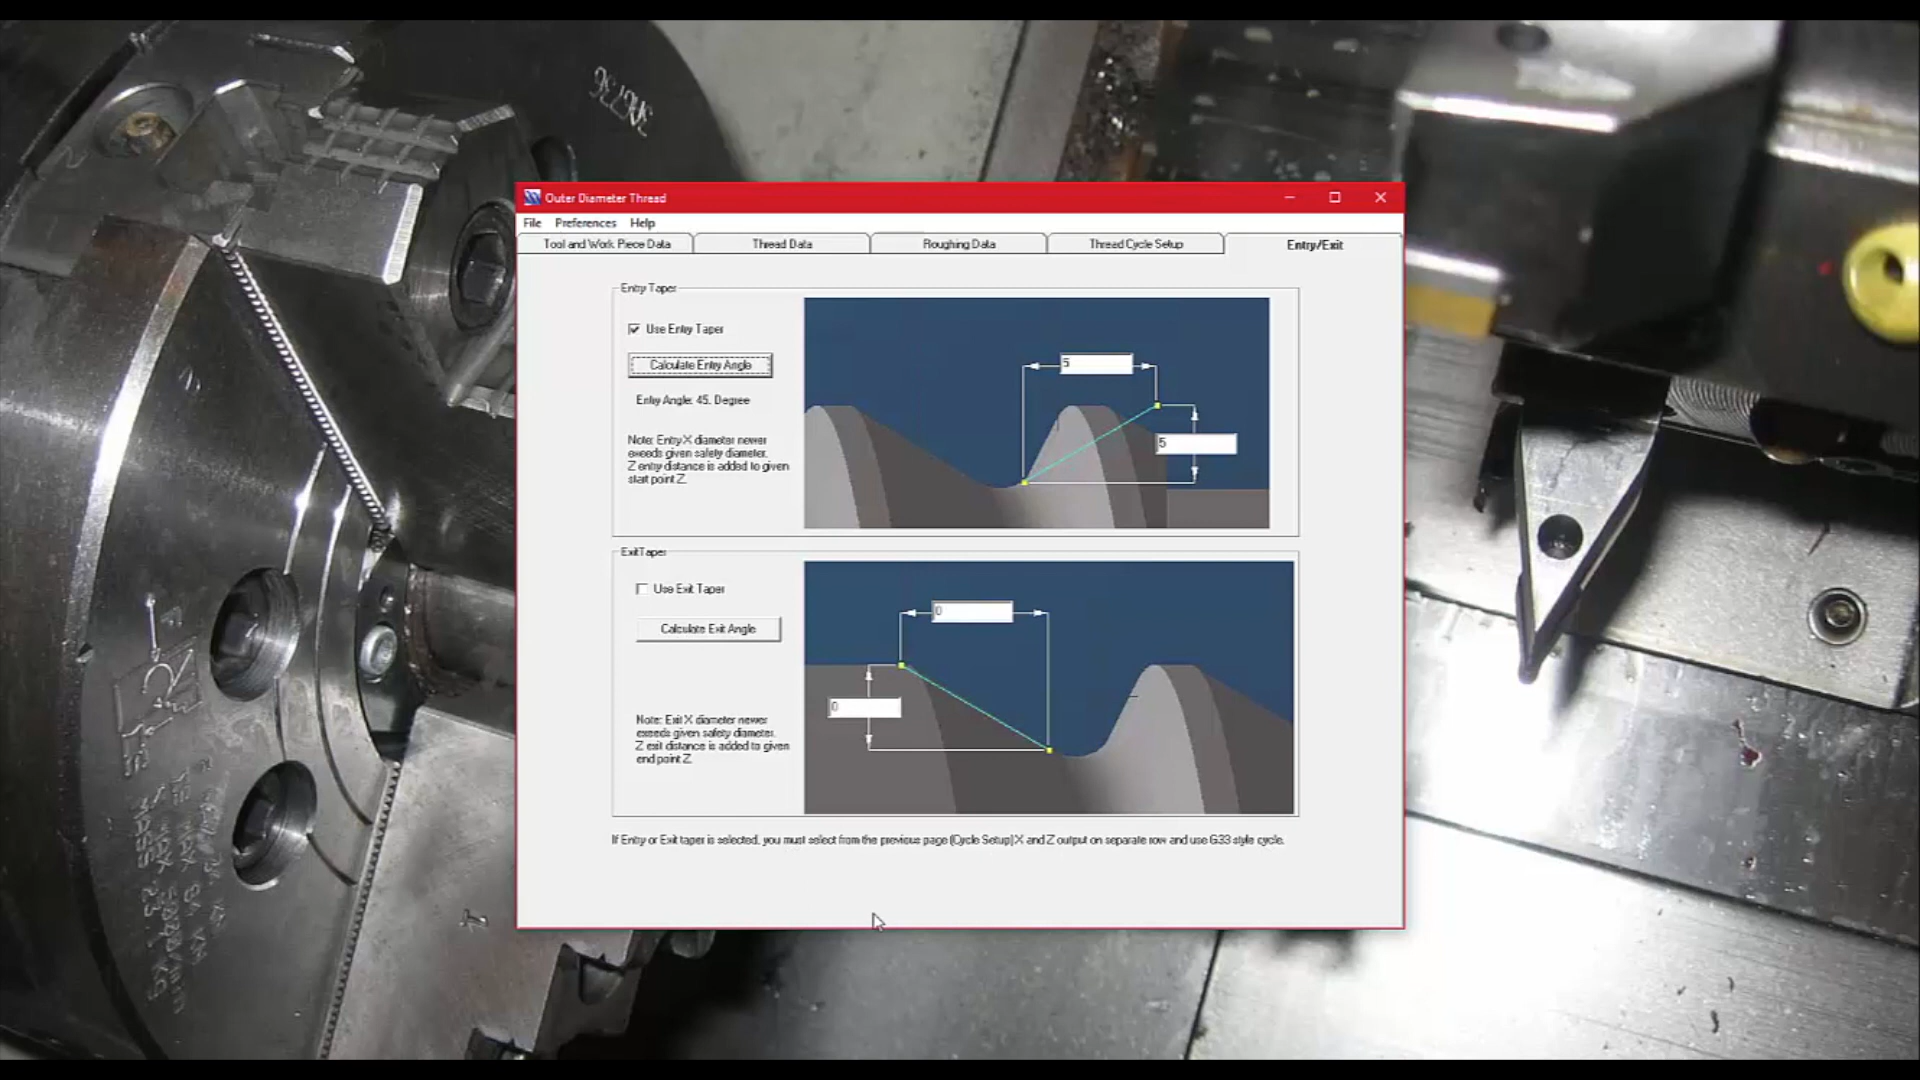 Outer Diameter Thread
File Preferences Help
Tool and Work Piece Data Thread Data Roughing Data Thread Cycle Setup Entry/Exit
Entry Taper
Use Entry Taper
Calculate Entry Angle
Entry Angle: 45. Degree
Note: Entry X diameter newer
exeeds given safety diameter.
Z entry distance is added to given
start point Z.
5
5
Exit Taper
Use Exit Taper
Calculate Exit Angle
Note: Exit X diameter newer
exeeds given safety diameter.
Z exit distance is added to given
end point Z.
0
0
If Entry or Exit taper is selected, you must select from the previous page (Cycle Setup) X and Z output on separate row and use G33 style cycle.